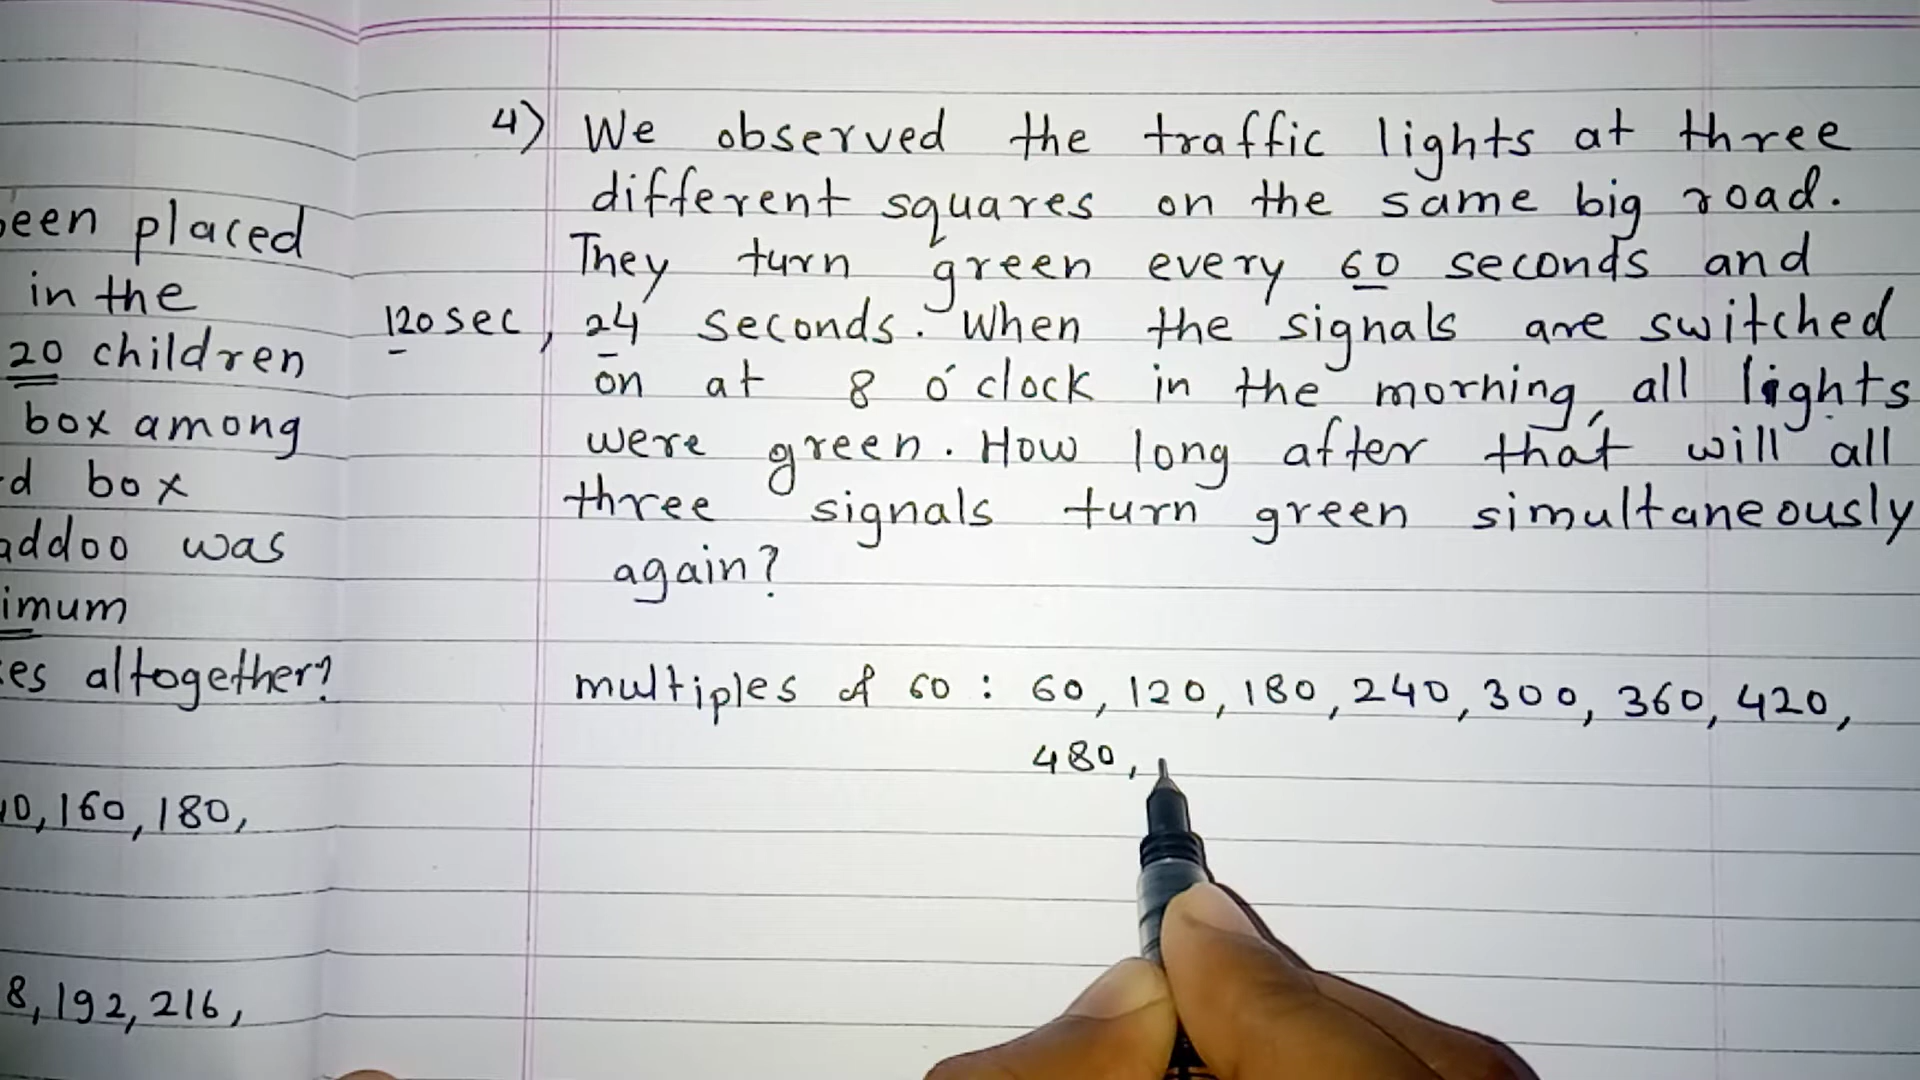 een placed
in the
20 children
box among
d box
addoo was
imum
es altogether?
0, 160, 180,
8, 192, 216,
4) We observed the traffic lights at three
different squares on the same big road.
They turn green every 60 seconds and
120 sec, 24 seconds. When the signals are switched
on at 8 o'clock in the morning, all lights
were green. How long after that will all
three signals turn green simultaneously
again?
multiples of 60 : 60, 120, 180, 240, 300, 360, 420,
480,